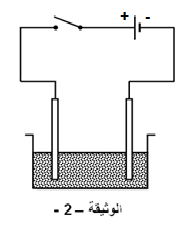 + -
الوثيقة – 2 -